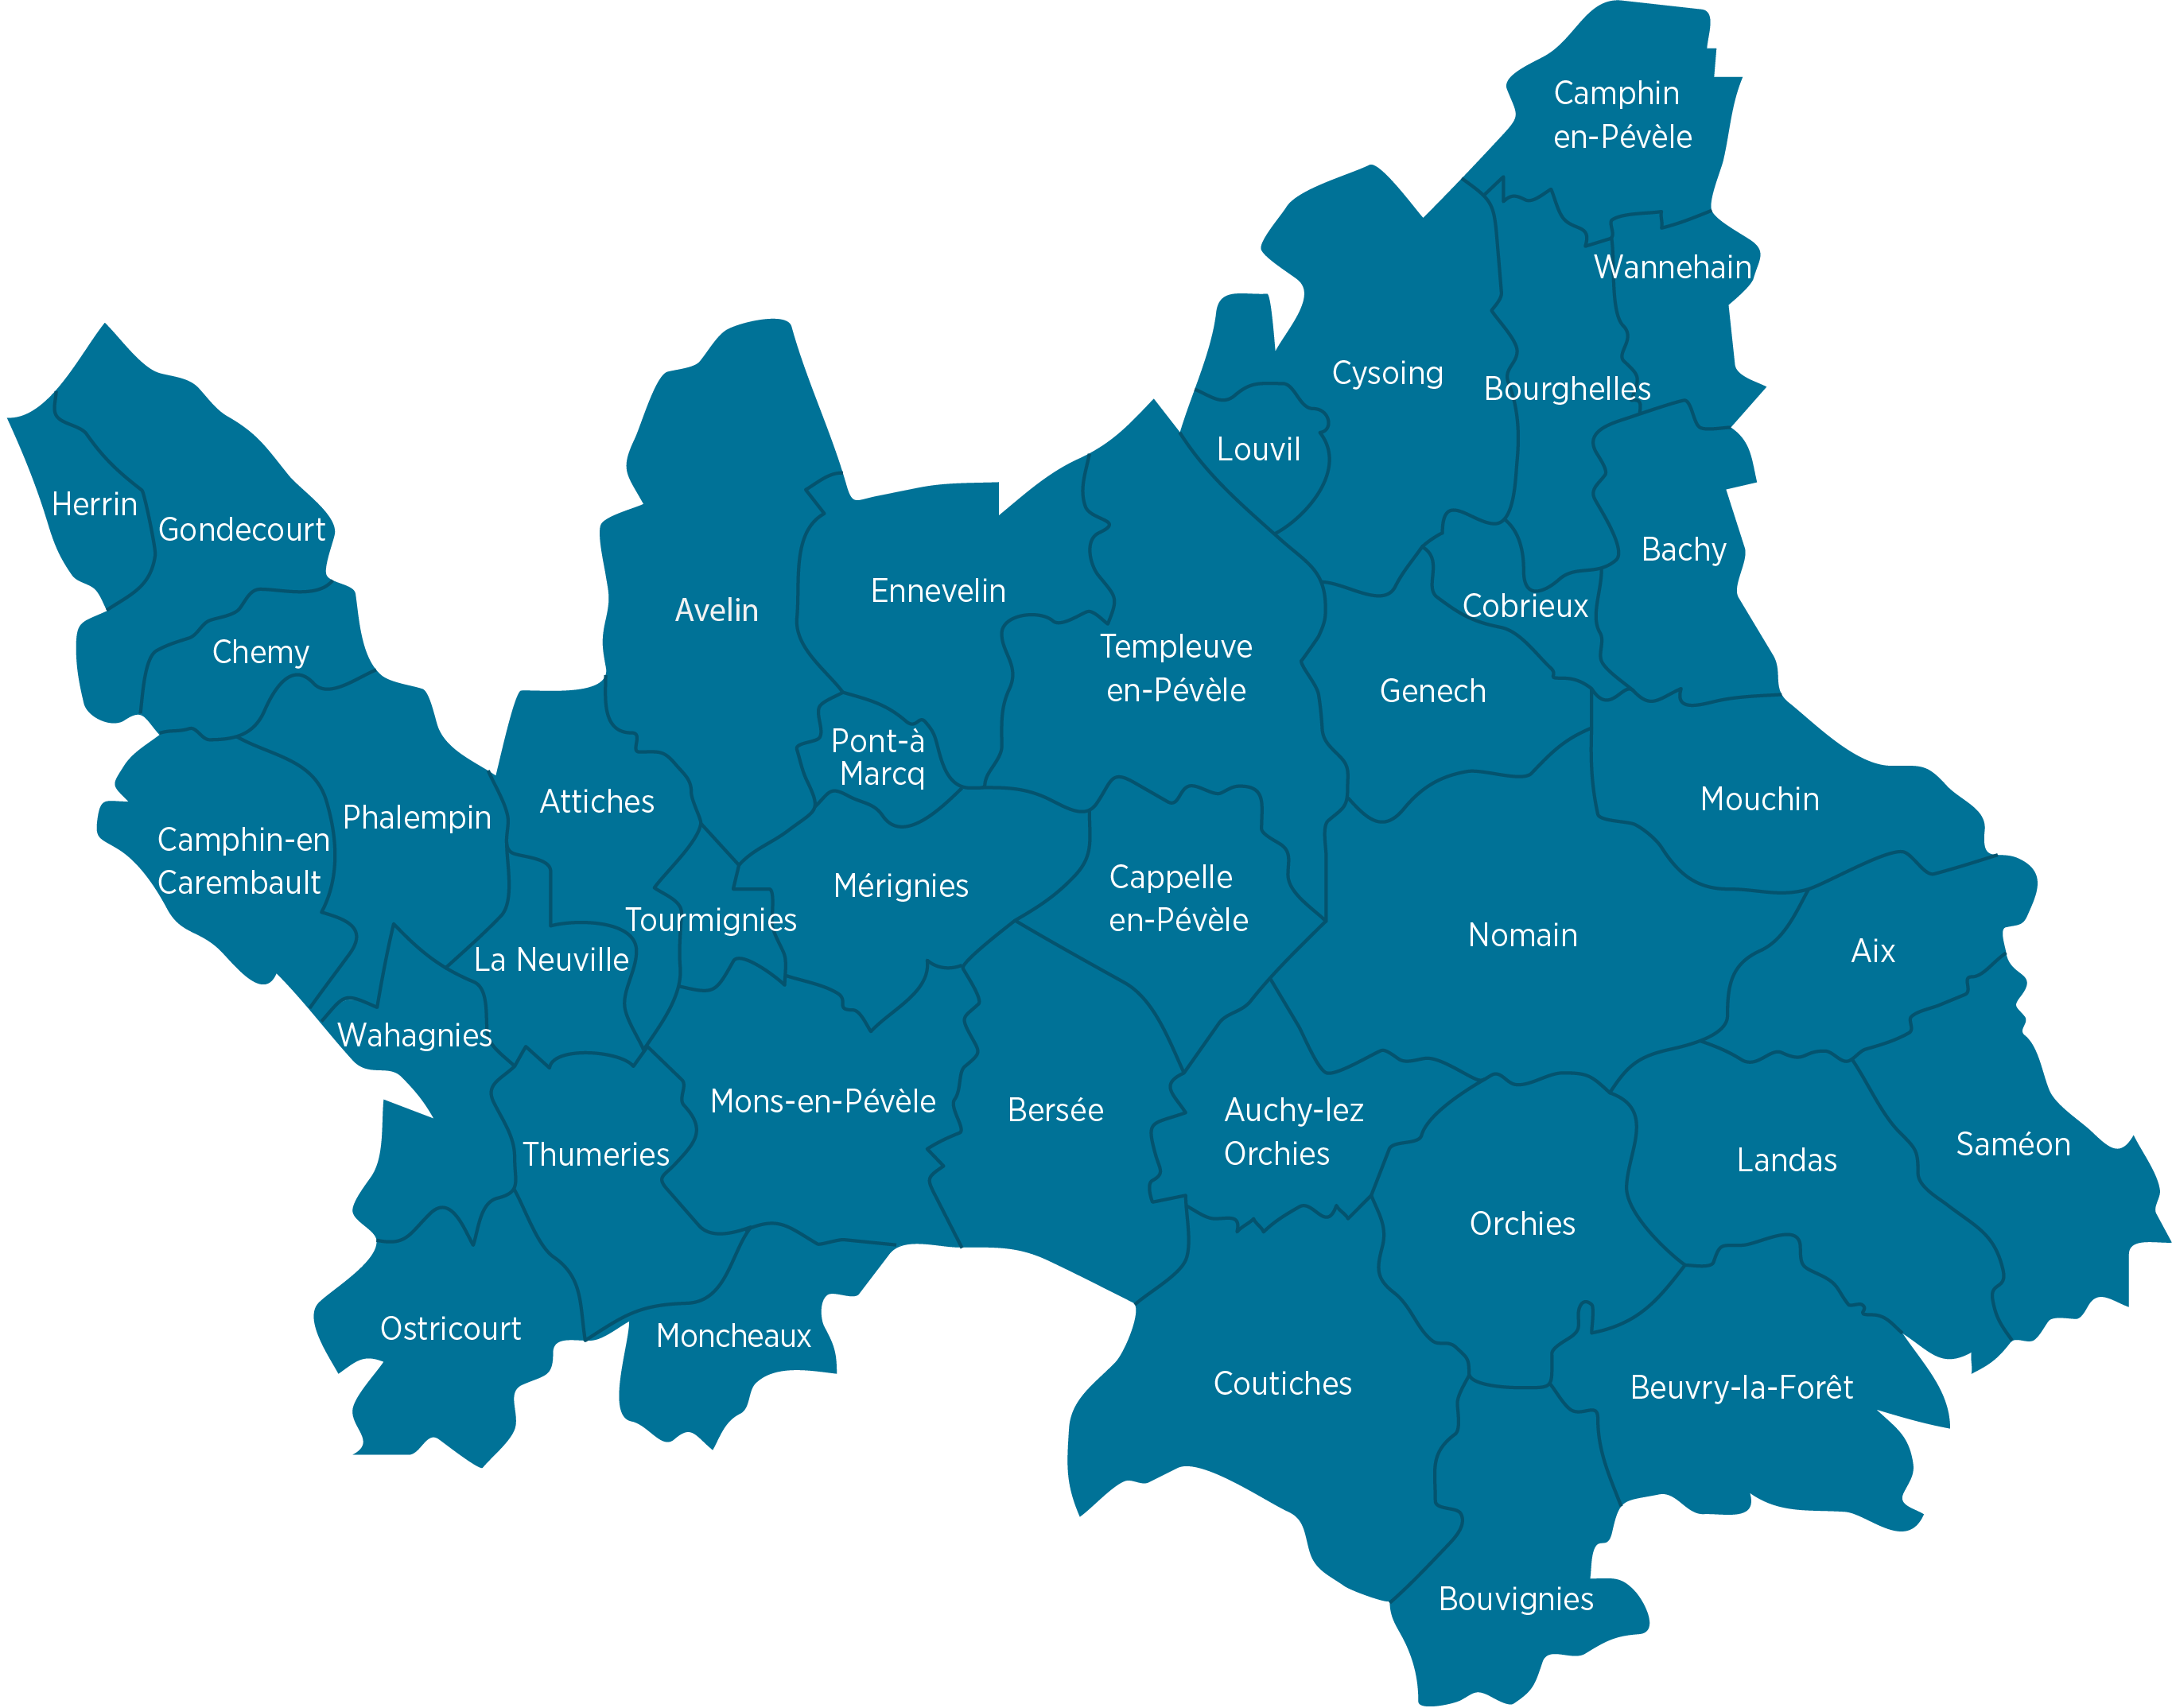 Camphin
en-Pévèle
Wannehain
Cysoing
Bourghelles
Louvil
Herrin
Gondecourt
Bachy
Ennevelin
Cobrieux
Avelin
Templeuve
en-Pévèle
Chemy
Genech
Pont-à
Marcq
Mouchin
Attiches
Phalempin
Camphin-en
Carembault
Cappelle
en-Pévèle
Mérignies
Tourmignies
Nomain
Aix
La Neuville
Wahagnies
Mons-en-Pévèle
Bersée
Auchy-lez
Orchies
Saméon
Thumeries
Landas
Orchies
Ostricourt
Moncheaux
Coutiches
Beuvry-la-Forêt
Bouvignies